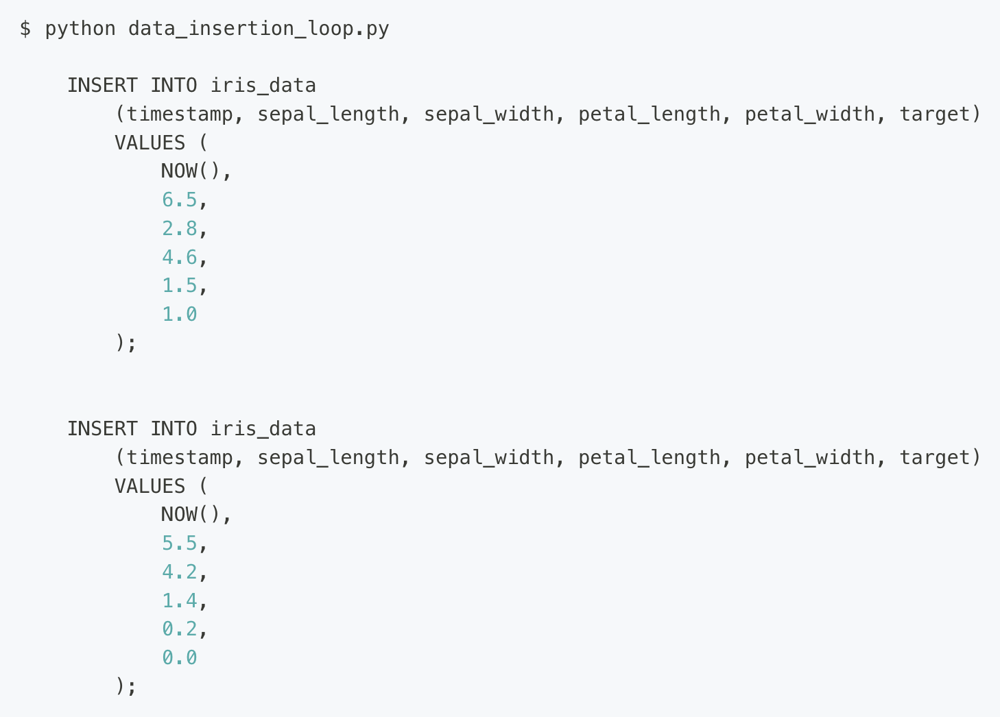 $ python data_insertion_loop.py
INSERT INTO iris_data
(timestamp, sepal_length, sepal_width, petal_length, petal_width, target)
VALUES (
NOW(),
6.5,
2.8,
4.6,
1.5,
1.0
);
INSERT INTO iris_data
(timestamp, sepal_length, sepal_width, petal_length, petal_width, target)
VALUES (
NOW(),
5.5,
4.2,
1.4,
0.2,
0.0
);